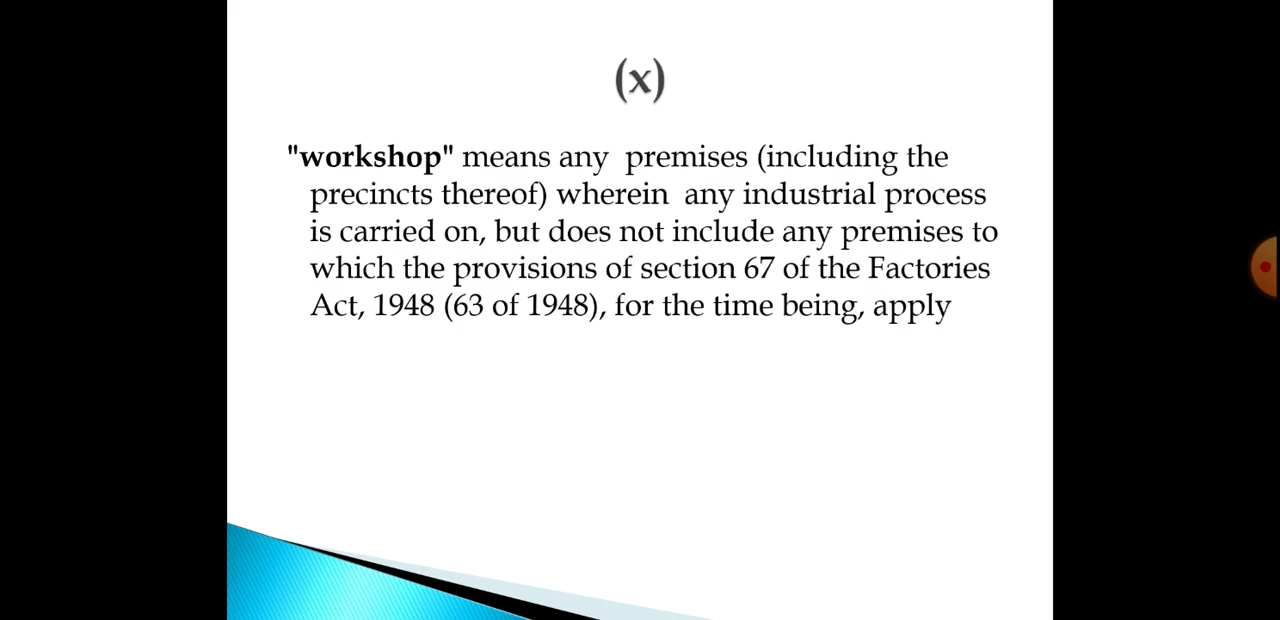 (x)
"workshop" means any premises (including the
precincts thereof) wherein any industrial process
is carried on, but does not include any premises to
which the provisions of section 67 of the Factories
Act, 1948 (63 of 1948), for the time being, apply